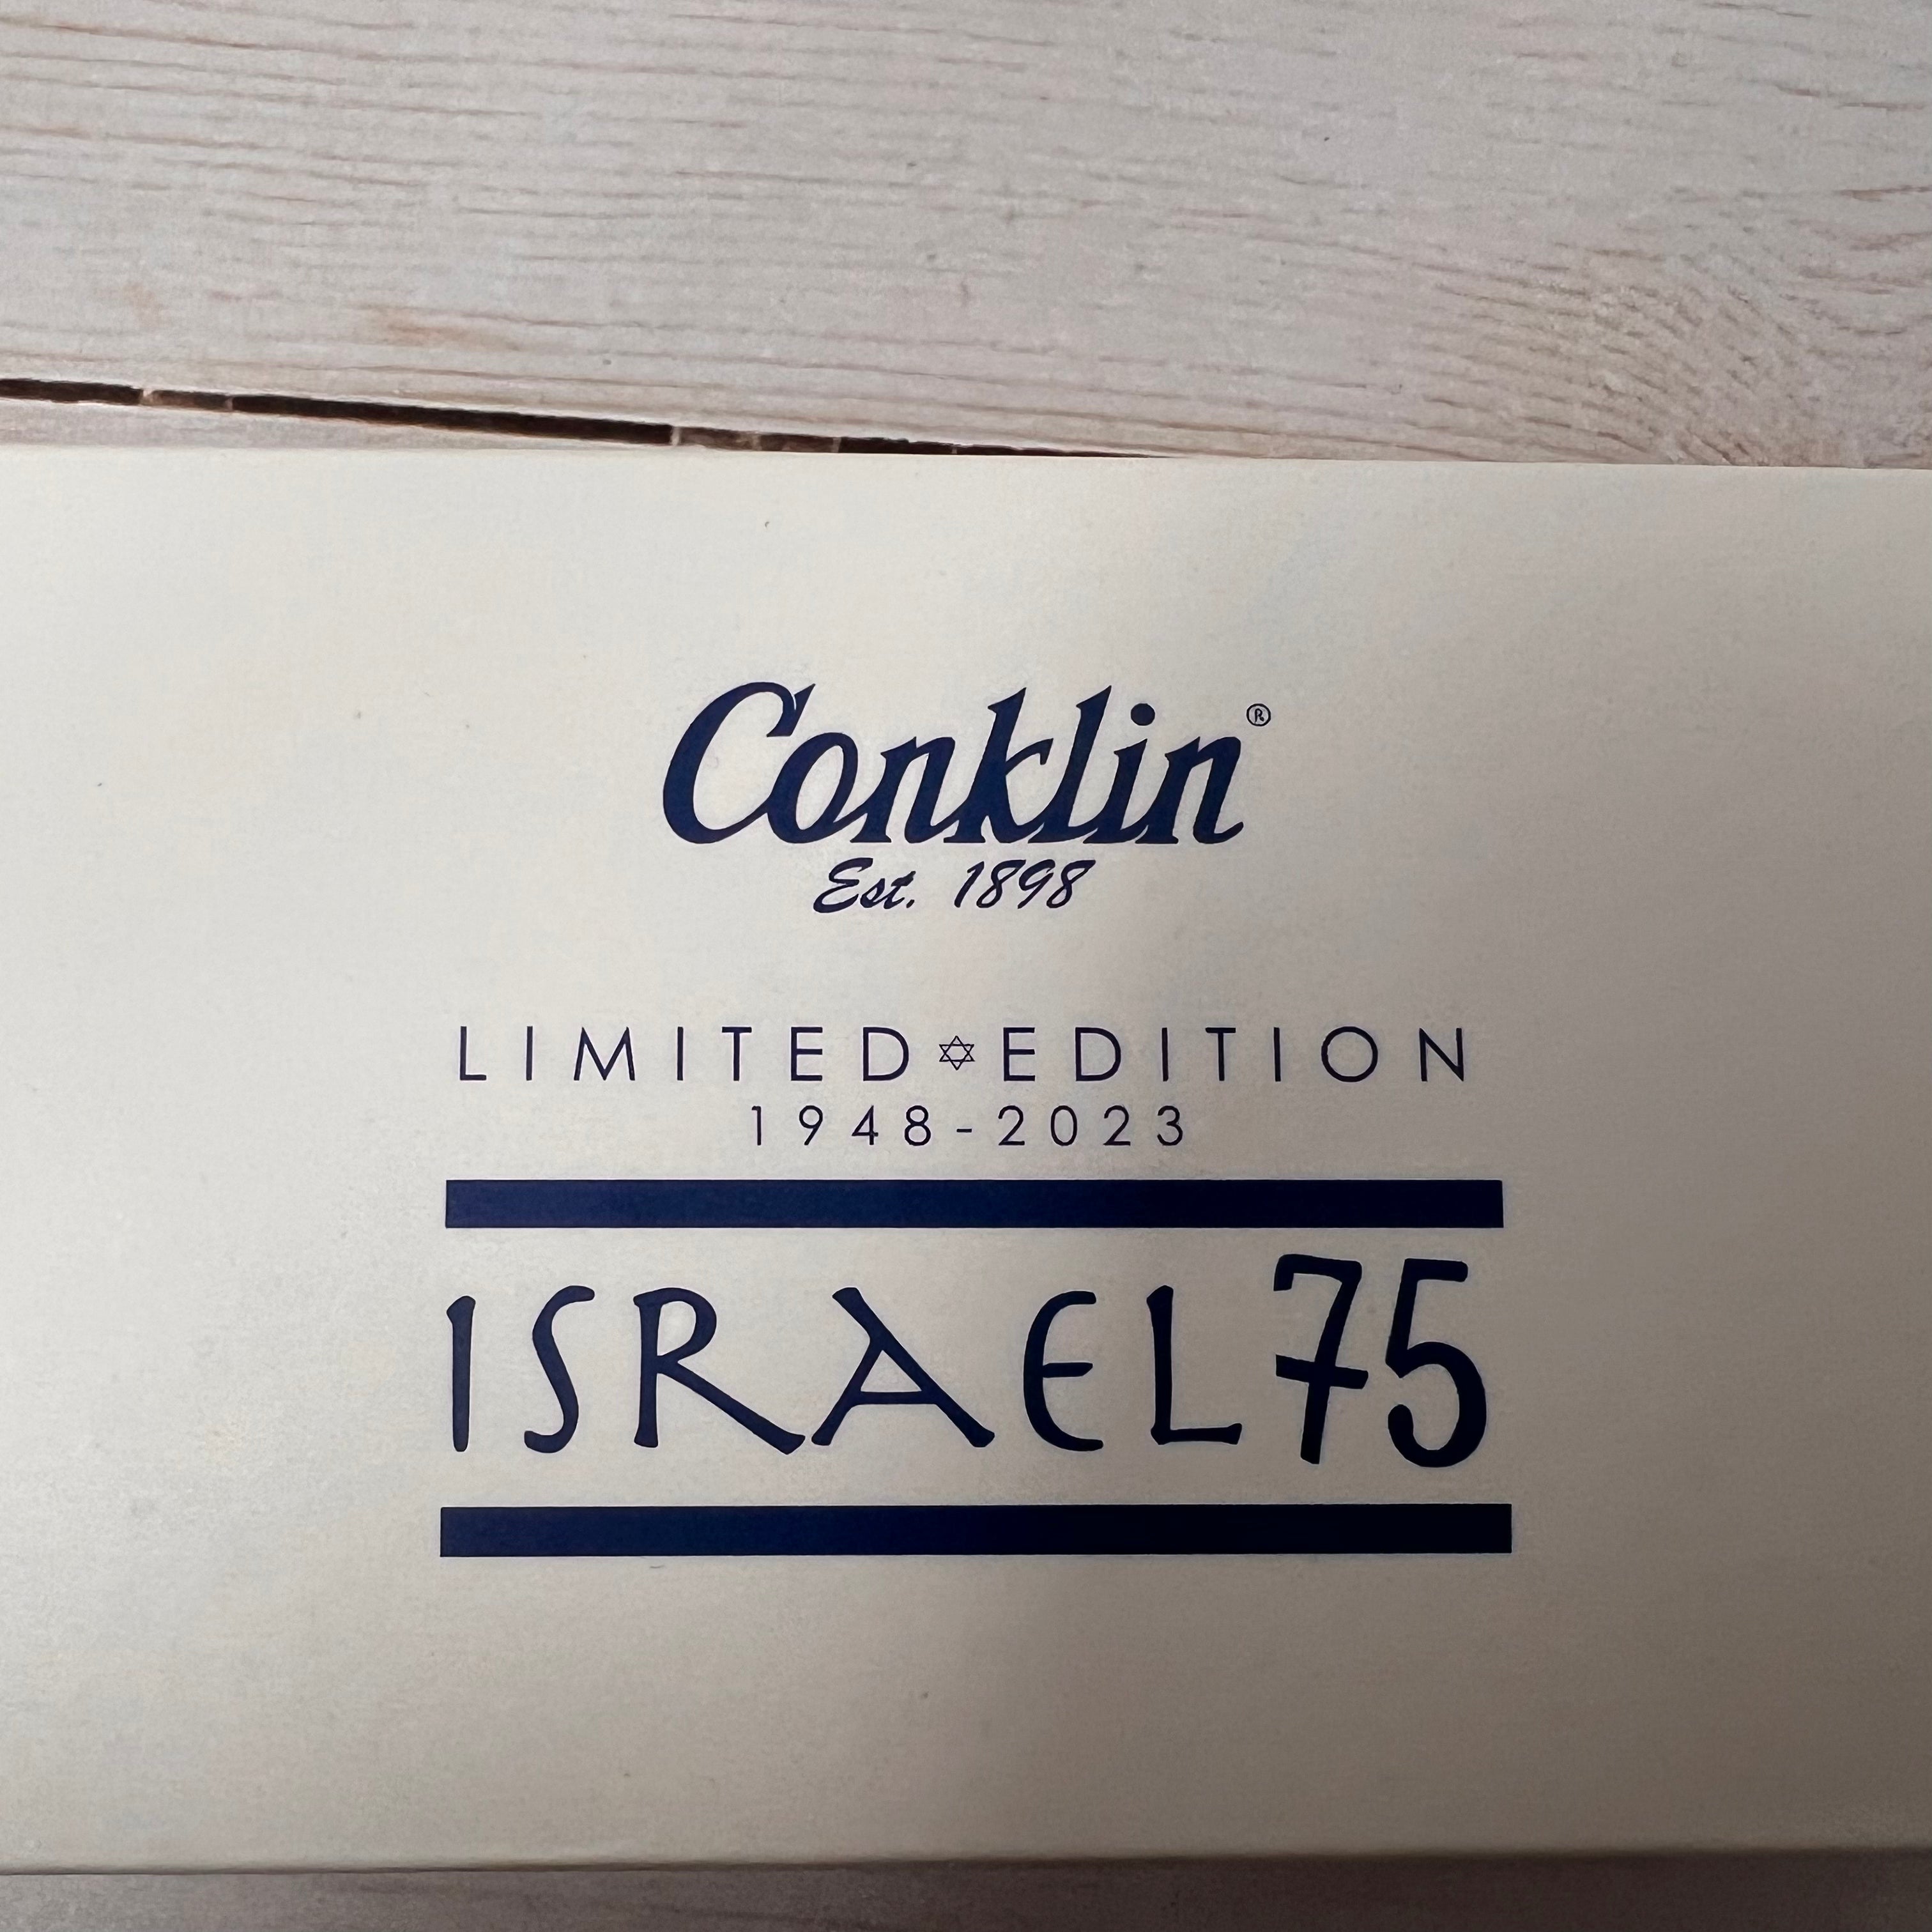 Conklin®
Est. 1898
LIMITED✡EDITION
1948-2023
ISRAEL75